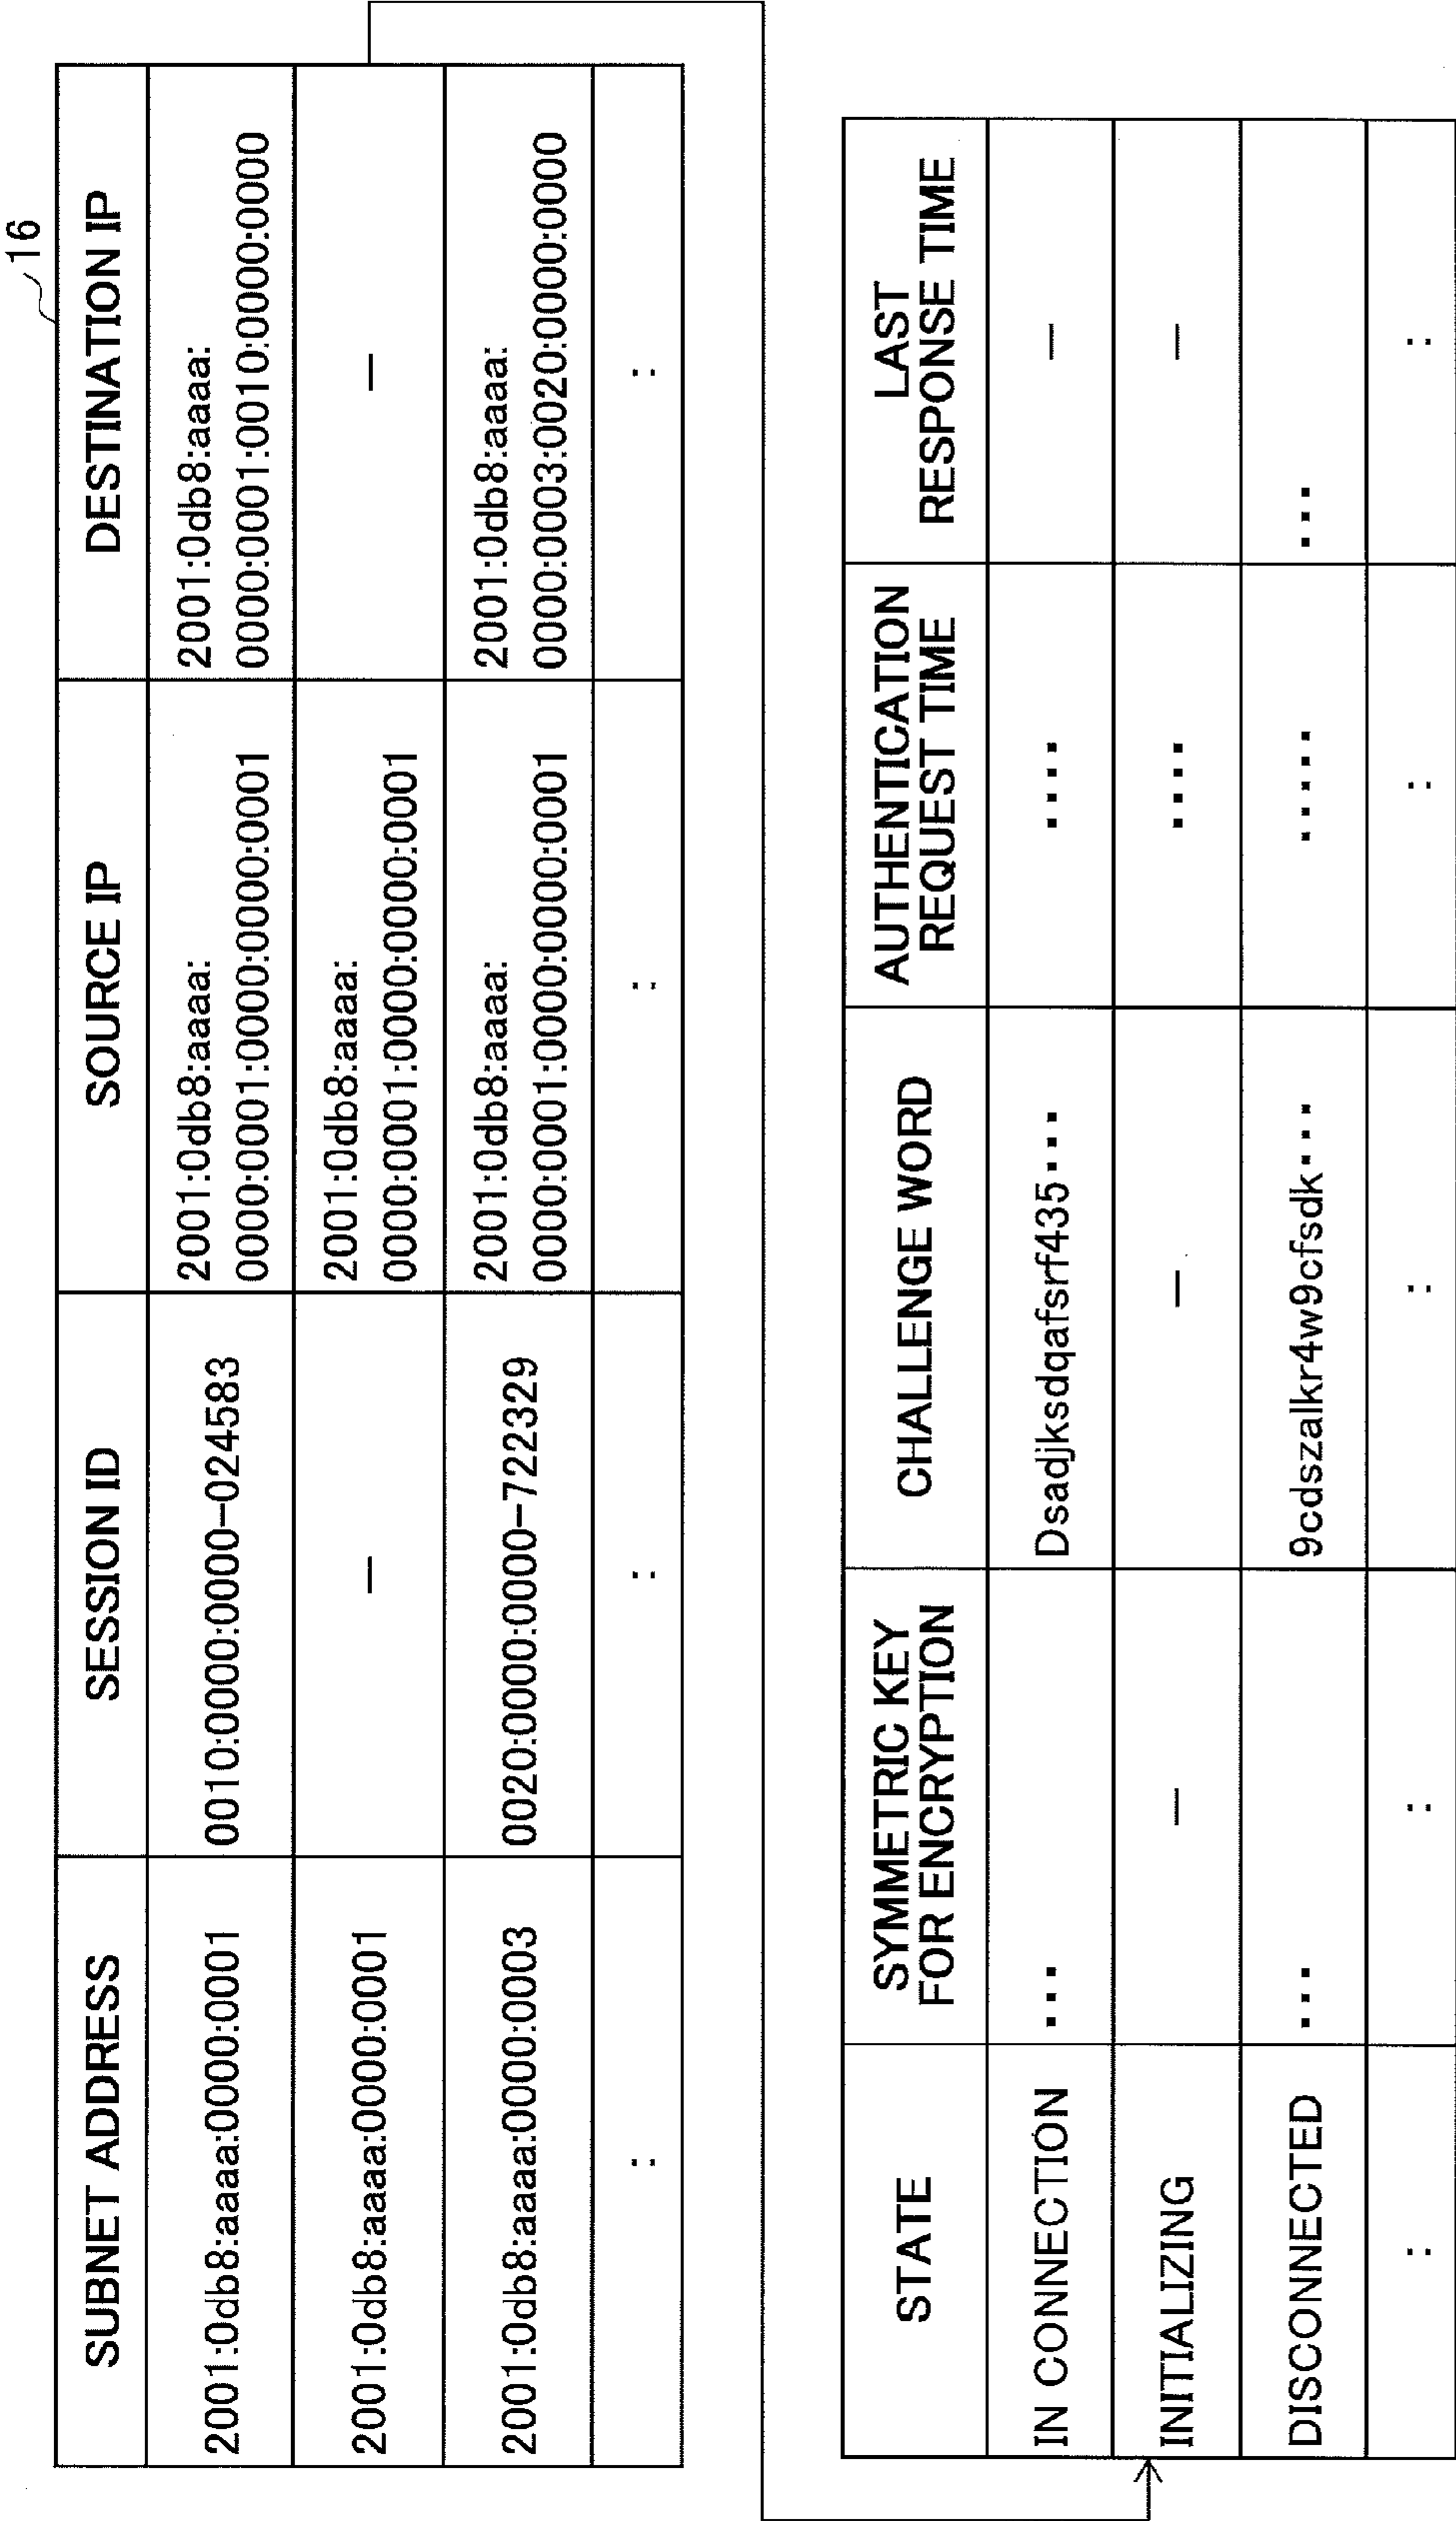 16
SUBNET ADDRESS SESSION ID SOURCE IP DESTINATION IP
2001:0db8:aaaa:0000:0001 0010:0000:0000-024583 2001:0db8:aaaa: 2001:0db8:aaaa:
0000:0001:0000:0000:0001 0000:0001:0010:0000:0000
2001:0db8:aaaa:0000:0001 — 2001:0db8:aaaa: —
0000:0001:0000:0000:0001
2001:0db8:aaaa:0000:0003 0020:0000:0000-722329 2001:0db8:aaaa: 2001:0db8:aaaa:
0000:0001:0000:0000:0001 0000:0003:0020:0000:0000
: : : :
STATE SYMMETRIC KEY CHALLENGE WORD AUTHENTICATION LAST
FOR ENCRYPTION REQUEST TIME RESPONSE TIME
IN CONNECTION ... Dsadjksdqafsrf435... .... —
INITIALIZING — — .... —
DISCONNECTED ... 9cdszalkr4w9cfsdk... ..... ...
: : : : :